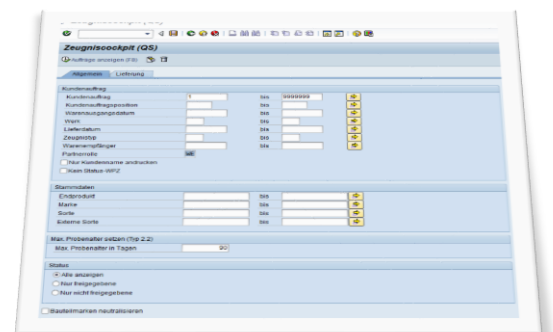 Zeugniscockpit (QS)
Aufträge anzeigen (F8)
Allgemein Lieferung
Kundenauftrag
Kundenauftrag 1 bis 9999999
Kundenauftragsposition bis
Warenausgangsdatum bis
Werk bis
Lieferdatum bis
Zeugnistyp bis
Warenempfänger bis
Partnerrolle
Nur Kundenname andrucken
Kein Status-WPZ
Stammdaten
Endprodukt bis
Marke bis
Sorte bis
Externe Sorte bis
Max. Probenalter setzen (Typ 2.2)
Max. Probenalter in Tagen 90
Status
Alle anzeigen
Nur freigegebene
Nur nicht freigegebene
Bauteilmarken neutralisieren